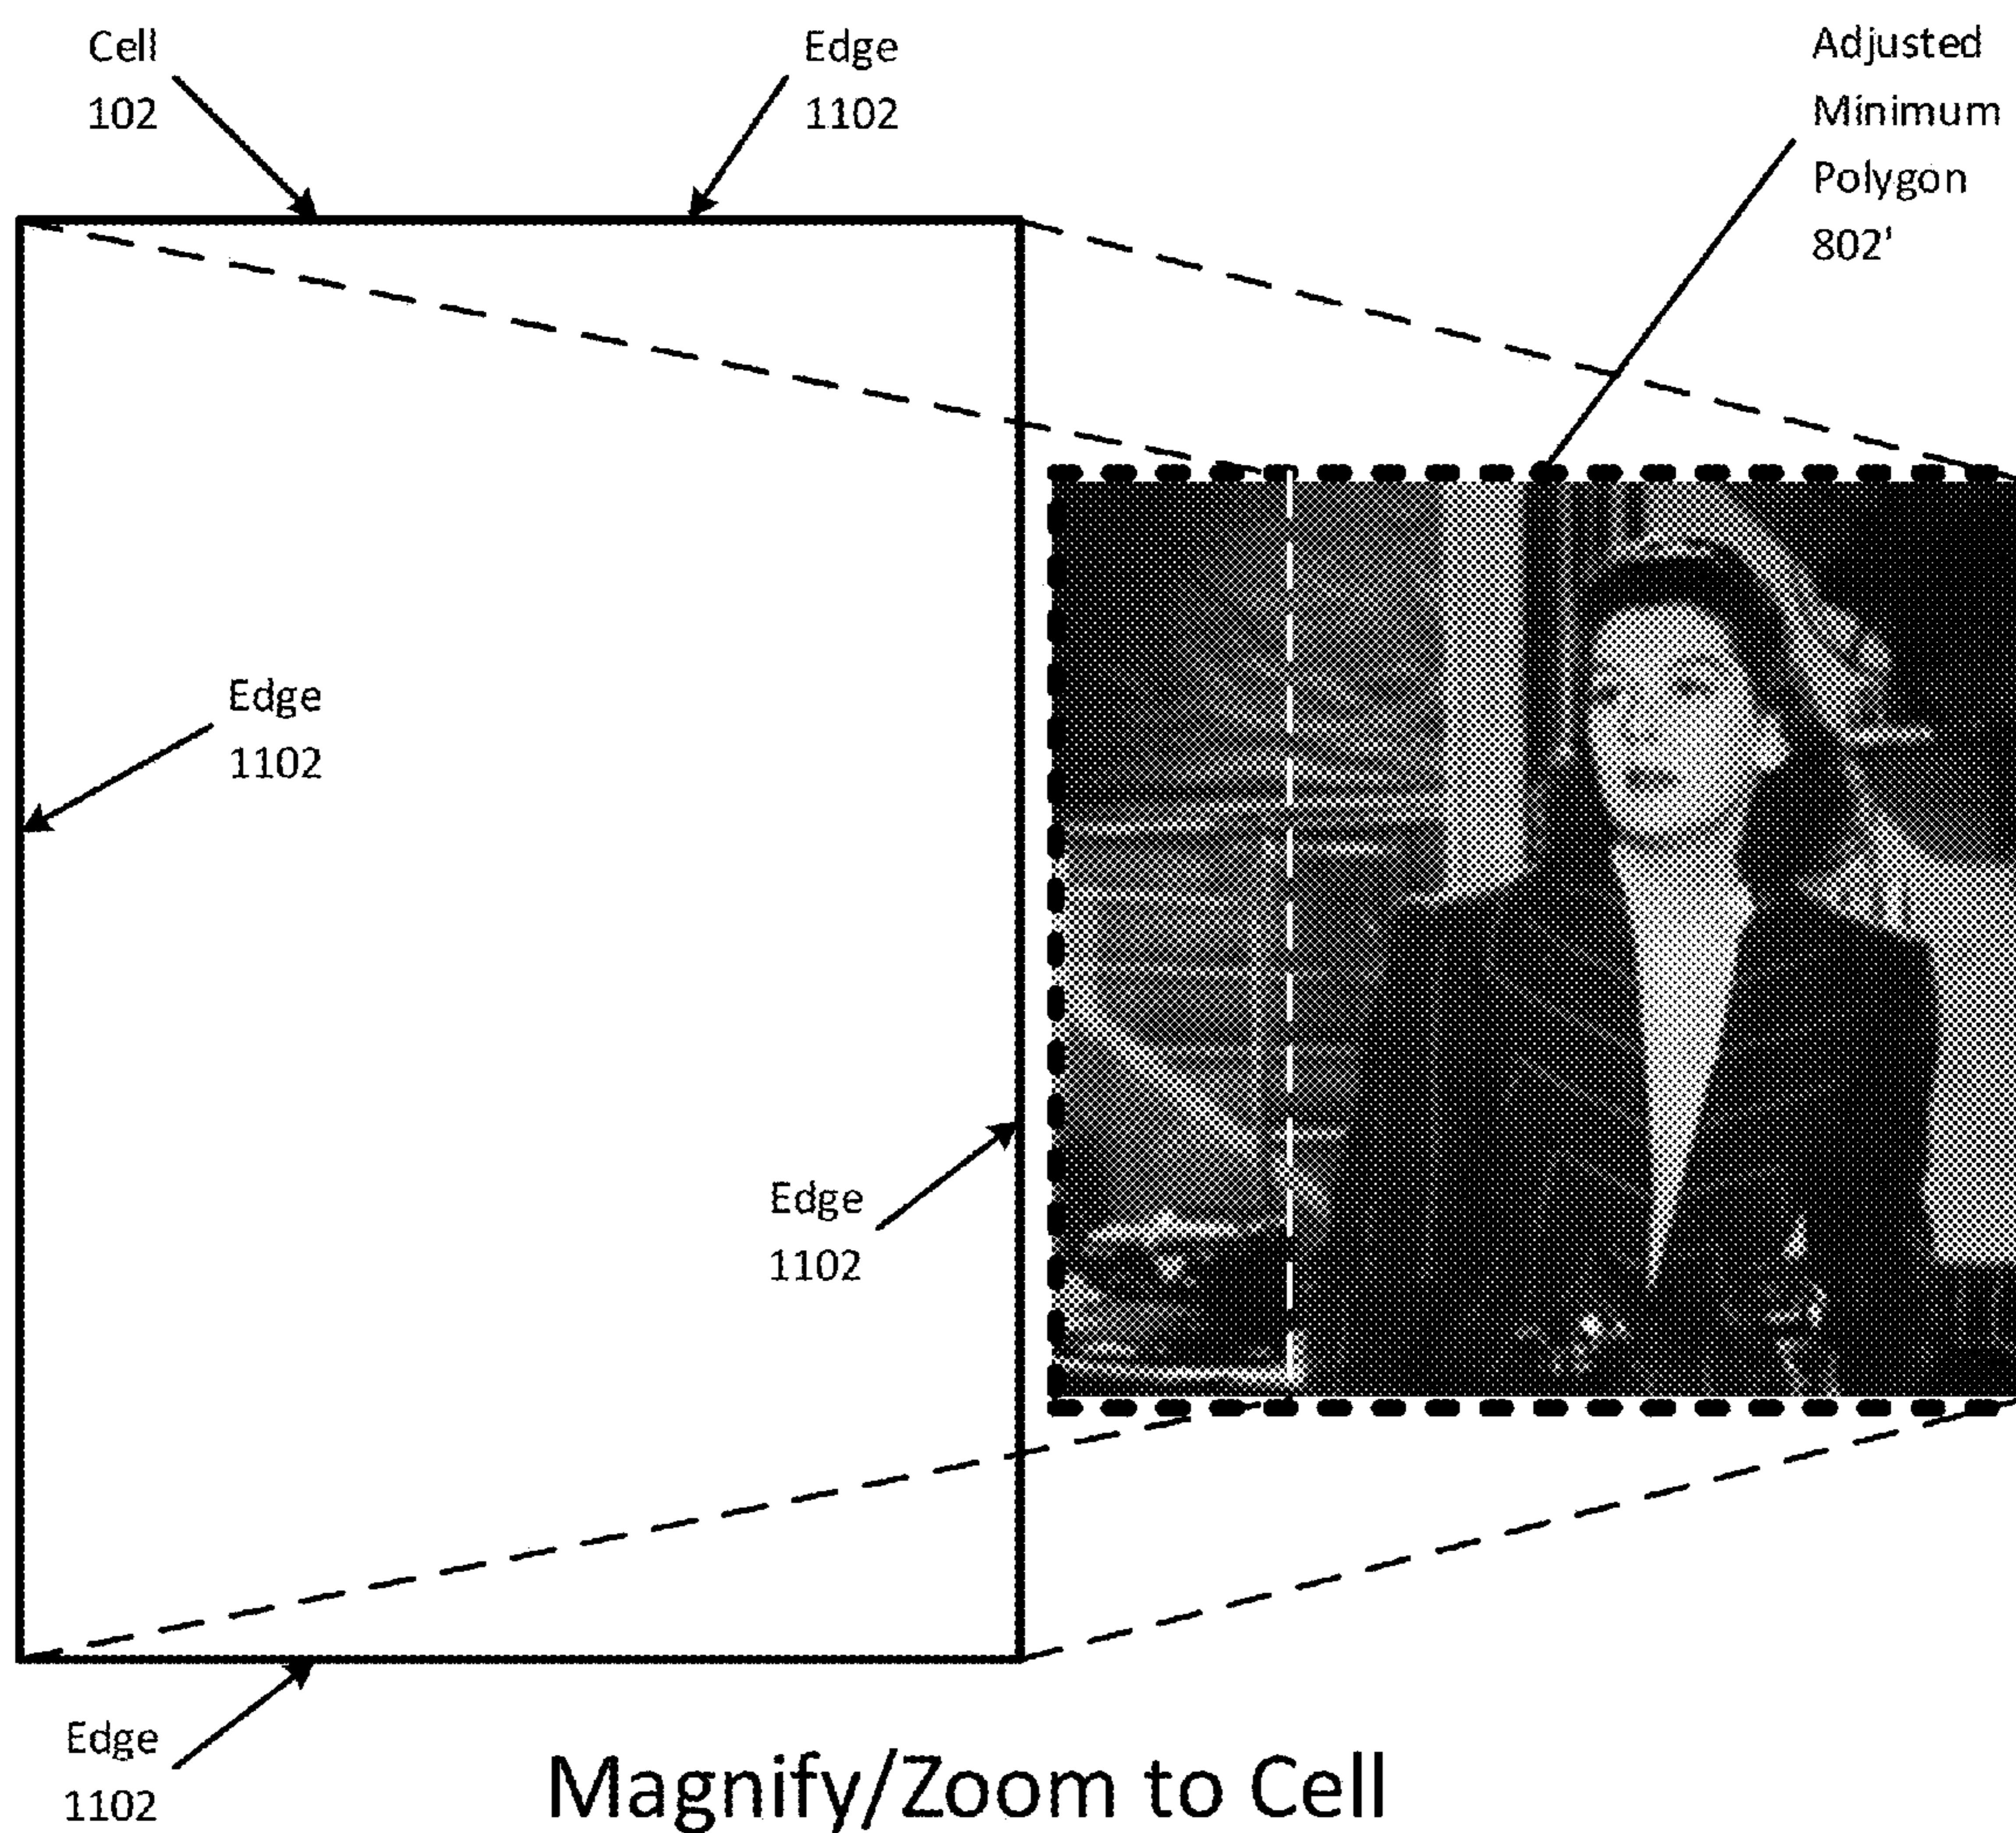 Cell
102
Edge
1102
Adjusted
Minimum
Polygon
802'
Edge
1102
Edge
1102
Edge
1102
Magnify/Zoom to Cell